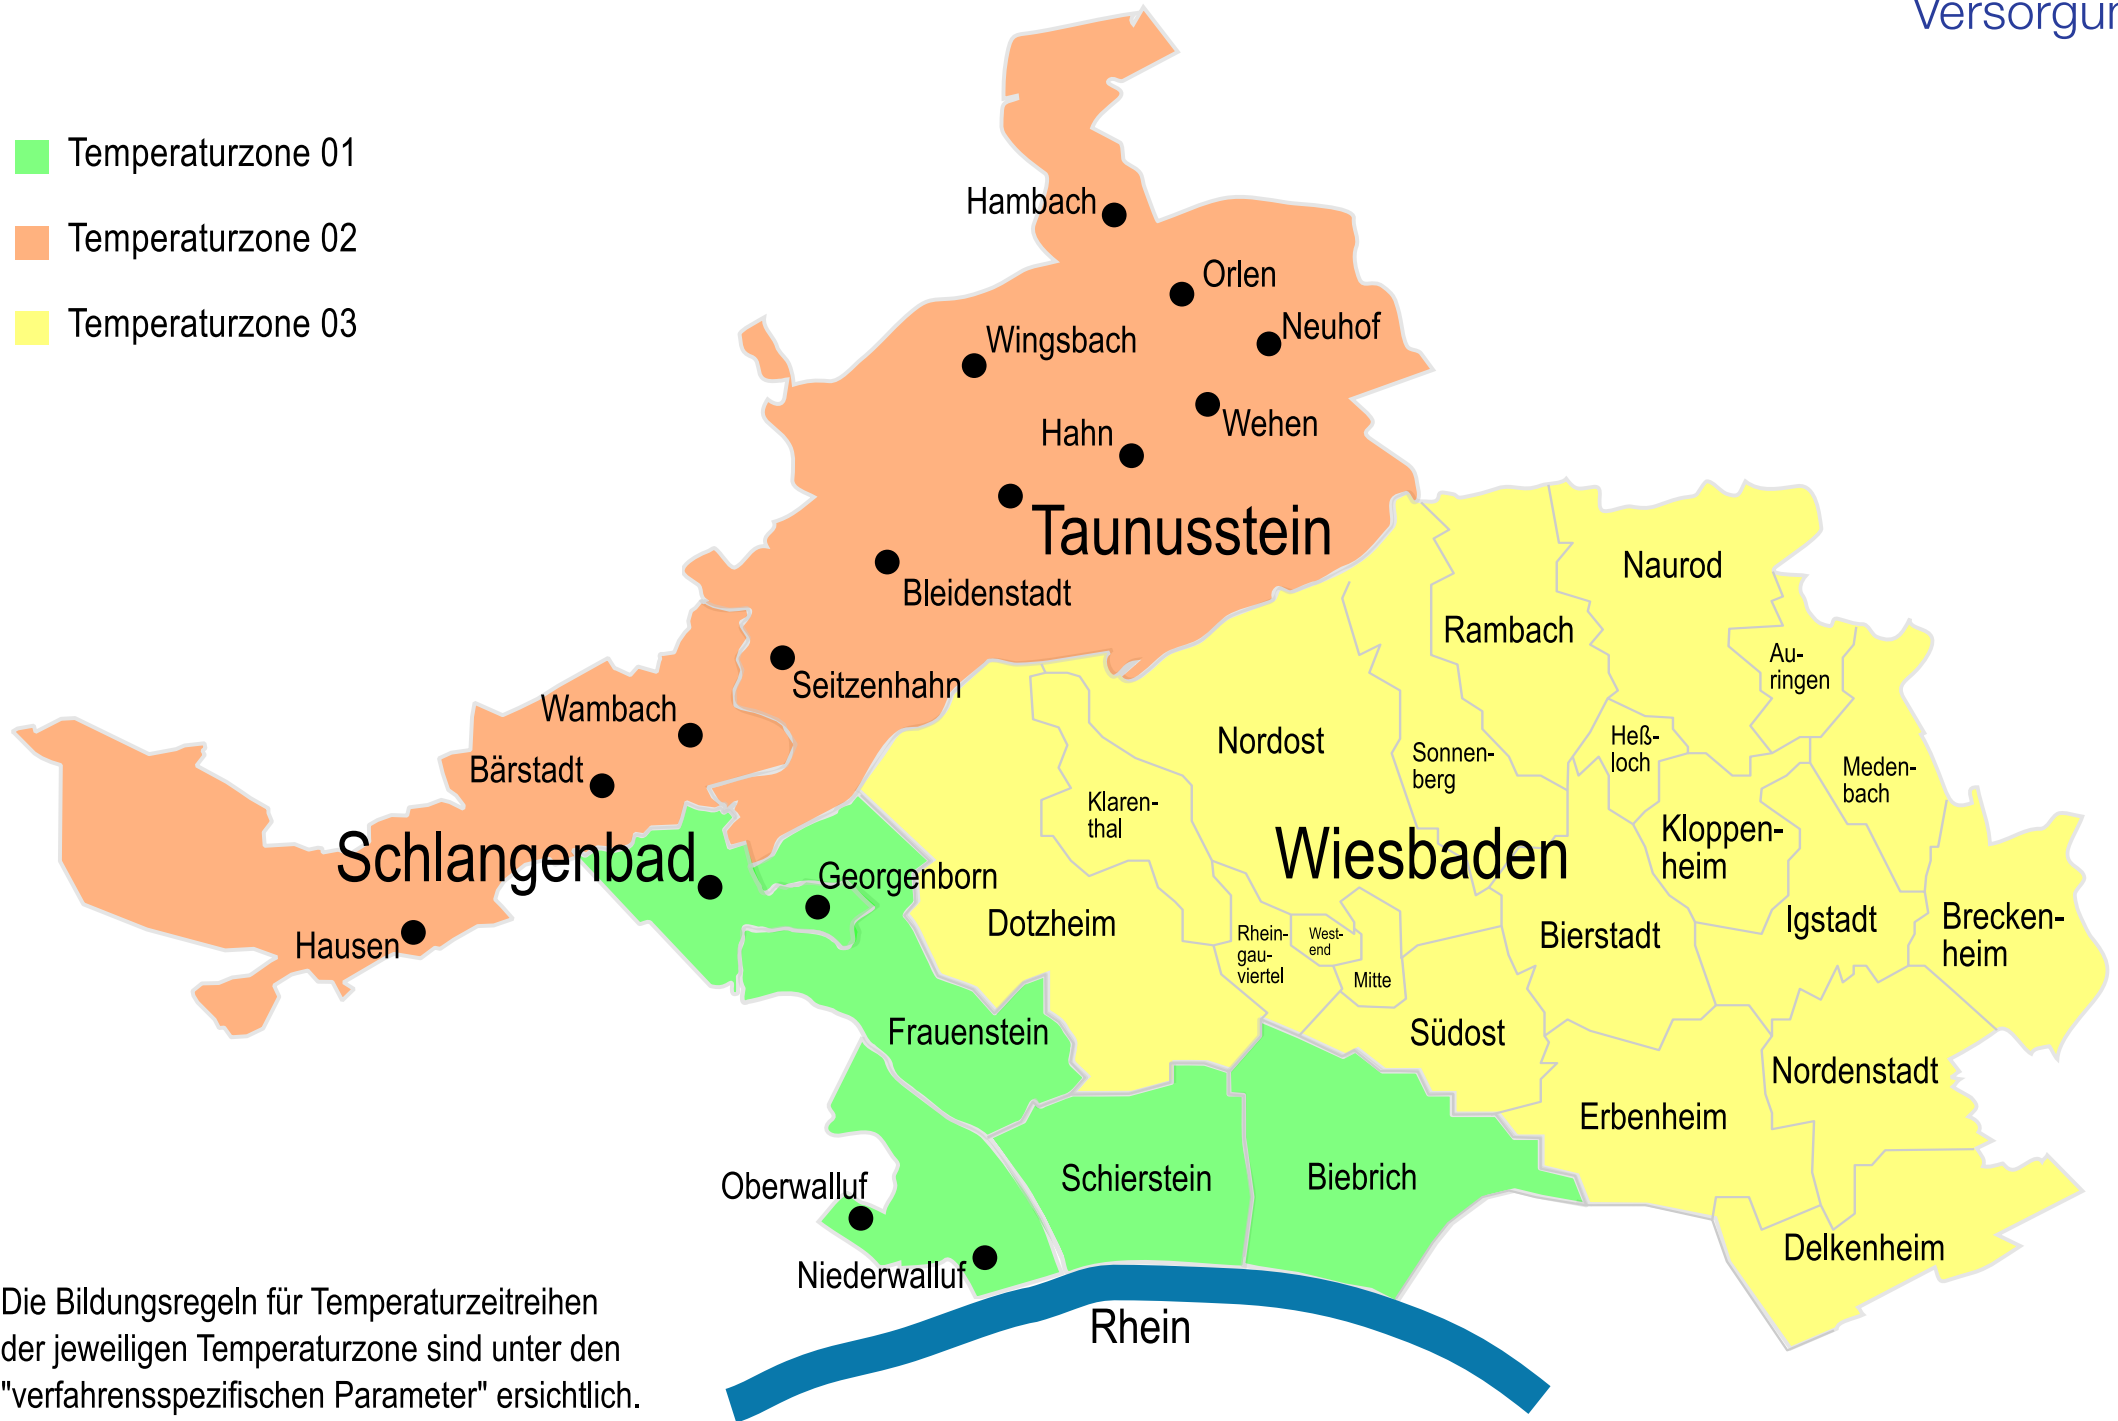 Temperaturzone 01
Temperaturzone 02
Temperaturzone 03
Hambach
Orlen
Neuhof
Wingsbach
Wehen
Hahn
Taunusstein
Bleidenstadt
Seitzenhahn
Wambach
Bärstadt
Schlangenbad
Hausen
Georgenborn
Frauenstein
Oberwalluf
Niederwalluf
Schierstein
Biebrich
Rhein
Naurod
Rambach
Au-
ringen
Nordost
Sonnen-
berg
Heß-
loch
Meden-
bach
Klaren-
thal
Wiesbaden
Kloppen-
heim
Dotzheim
Rhein-
gau-
viertel
West-
end
Mitte
Bierstadt
Igstadt
Brecken-
heim
Südost
Nordenstadt
Erbenheim
Delkenheim
Die Bildungsregeln für Temperaturzeitreihen
der jeweiligen Temperaturzone sind unter den
"verfahrensspezifischen Parameter" ersichtlich.